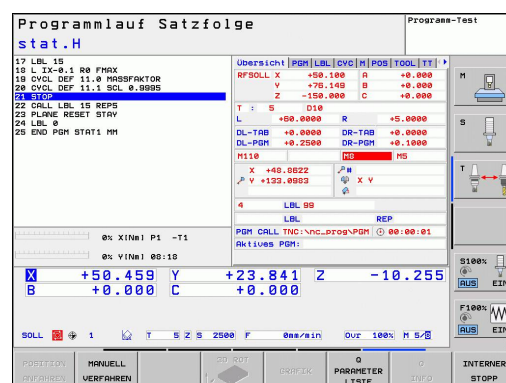 Programmlauf Satzfolge
Programm-Test
stat.H
17 LBL 15
18 L IX-0.1 R0 FMAX
19 CYCL DEF 11.0 MASSFAKTOR
20 CYCL DEF 11.1 SCL 0.9995
21 STOP
22 CALL LBL 15 REP5
23 PLANE RESET STAY
24 LBL 0
25 END PGM STAT1 MM
0% X[Nm] P1 -T1
0% Y[Nm] 08:18
Übersicht PGM LBL CYC M POS TOOL TT
RFSOLL X +50.100 A +0.000
Y +76.149 B +0.000
Z -150.000 C +0.000
T : 5 D10
L +60.0000 R +5.0000
DL-TAB +0.0000 DR-TAB +0.0000
DL-PGM +0.2500 DR-PGM +0.1000
M110 M8 M5
X +48.8622
Y +133.0983 X Y
4 LBL 99
LBL REP
PGM CALL TNC:\nc_prog\PGM 00:00:01
Aktives PGM:
X +50.459 Y +23.841 Z -10.255
B +0.000 C +0.000
SOLL 1 T 5 Z S 2500 F 0mm/min Ovr 100% M 5/8
M
S
T
S100%
AUS EIN
F100%
AUS EIN
POSITION ANFAHREN
MANUELL VERFAHREN
3D ROT
GRAFIK
Q PARAMETER LISTE
Q INFO
INTERNER STOPP